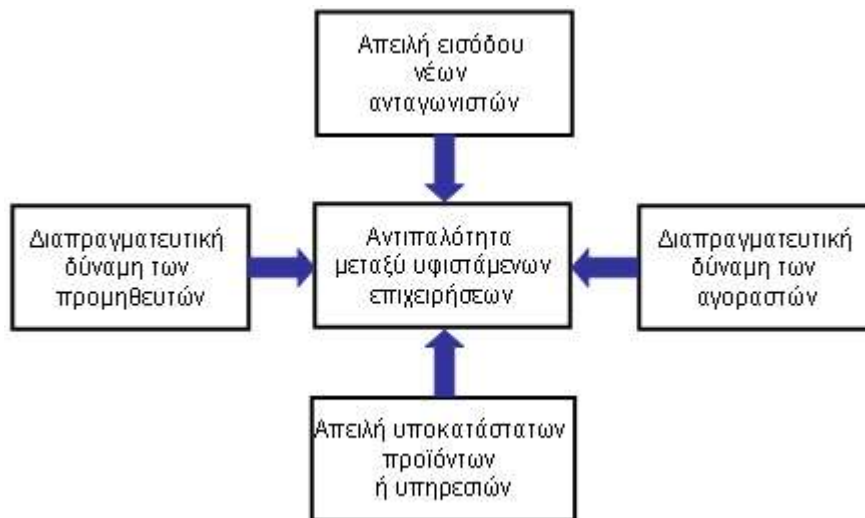 Απειλή εισόδου
νέων
ανταγωνιστών
Διαπραγματευτική
δύναμη των
προμηθευτών
Αντιπαλότητα
μεταξύ υφιστάμενων
επιχειρήσεων
Διαπραγματευτική
δύναμη των
αγοραστών
Απειλή υποκατάστατων
προϊόντων
ή υπηρεσιών